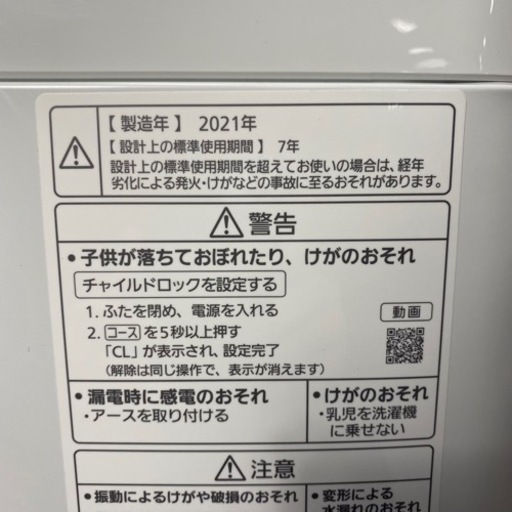 【製造年】 2021年
【設計上の標準使用期間】 7年
設計上の標準使用期間を超えてお使いの場合は、経年
劣化による発火・けがなどの事故に至るおそれがあります。
警告
・子供が落ちておぼれたり、けがのおそれ
チャイルドロックを設定する
1. ふたを閉め、電源を入れる
2. コース を5秒以上押す
「CL」が表示され、設定完了
(解除は同じ操作で、表示が消えます)
動画
・漏電時に感電のおそれ
・アースを取り付ける
・けがのおそれ
・乳児を洗濯機
に乗せない
注意
・振動によるけがや破損のおそれ
・変形による
水漏れのおそれ